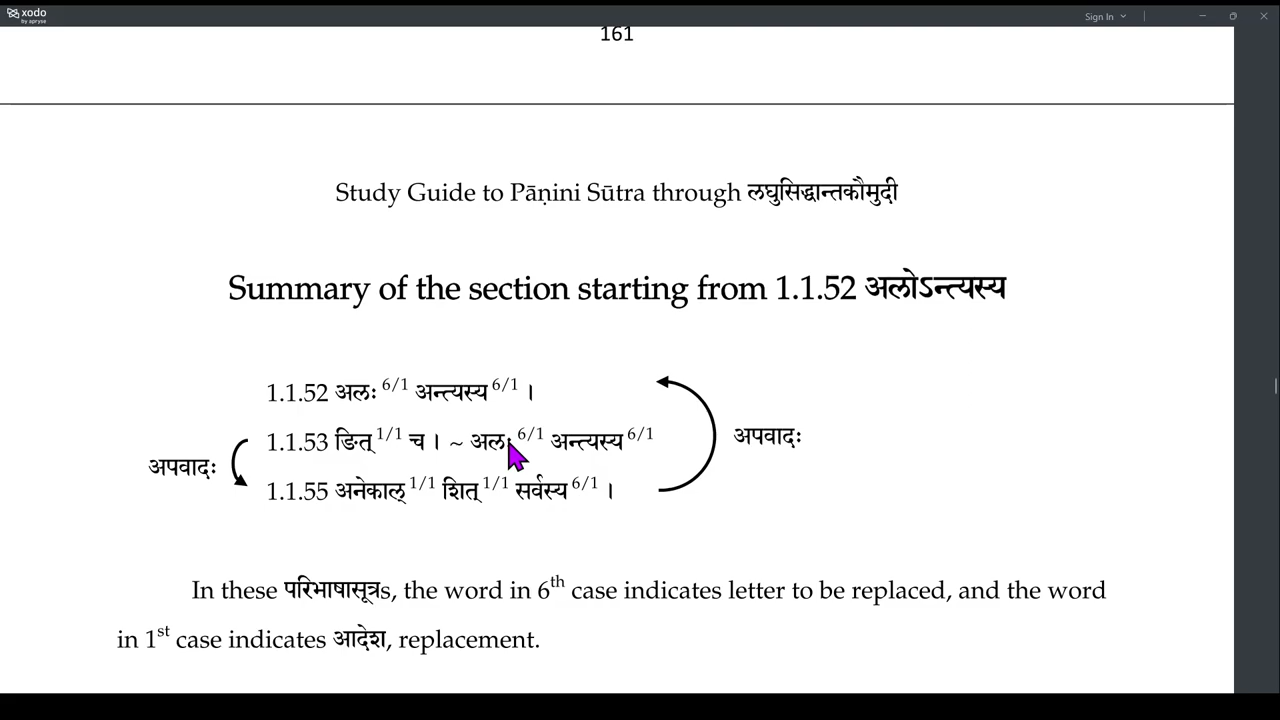 xodo
by apryse
Sign In
161
Study Guide to Pāṇini Sūtra through लघुसिद्धान्तकौमुदी
Summary of the section starting from 1.1.52 अलोऽन्त्यस्य
1.1.52 अलः 6/1 अन्त्यस्य 6/1 ।
1.1.53 ङित् 1/1 च । ~ अलः 6/1 अन्त्यस्य 6/1
अपवादः
अपवादः
1.1.55 अनेकाल् 1/1 शित् 1/1 सर्वस्य 6/1 ।
In these परिभाषासूत्रs, the word in 6th case indicates letter to be replaced, and the word
in 1st case indicates आदेश, replacement.